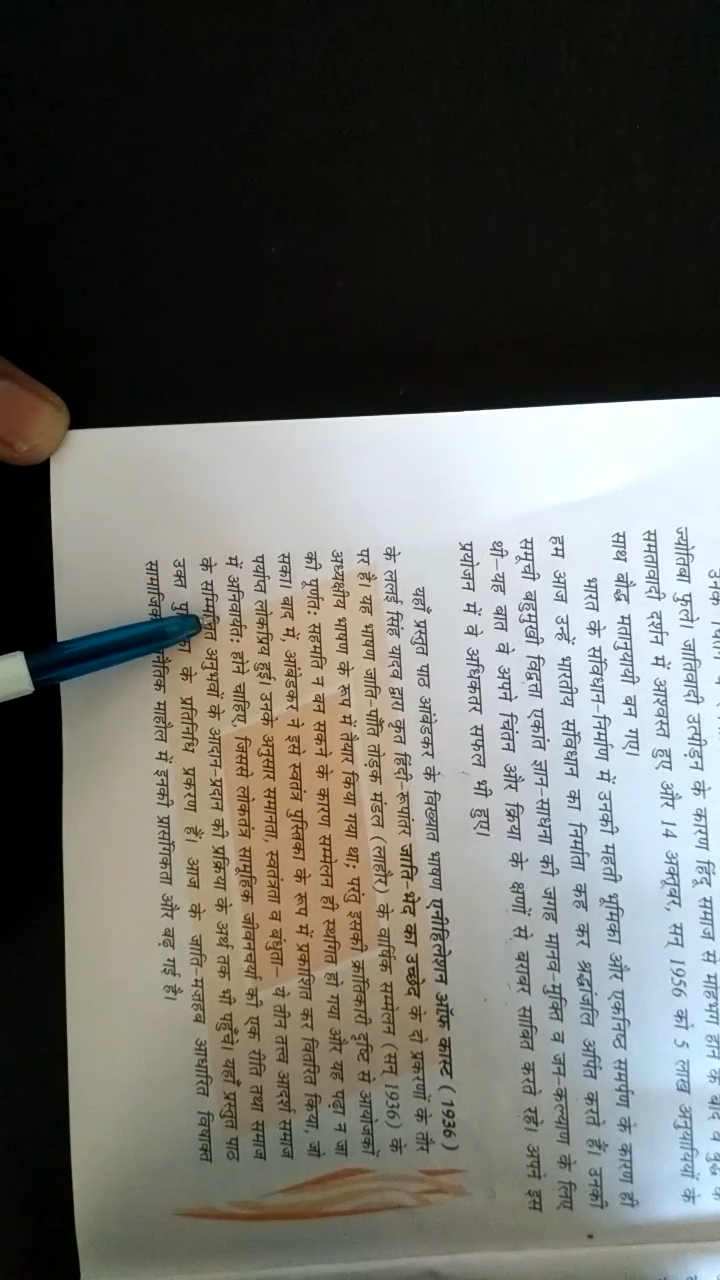 ज्योतिबा फुले। जातिवादी उत्पीड़न के कारण हिंदू समाज से मोहभंग होने के बाद वे बुद्ध के
समतावादी दर्शन में आश्वस्त हुए और 14 अक्तूबर, सन् 1956 को 5 लाख अनुयायियों के
साथ बौद्ध मतानुयायी बन गए।
भारत के संविधान-निर्माण में उनकी महती भूमिका और एकनिष्ठ समर्पण के कारण ही
हम आज उन्हें भारतीय संविधान का निर्माता कह कर श्रद्धांजलि अर्पित करते हैं। उनकी
समूची बहुमुखी विद्वता एकांत ज्ञान-साधना की जगह मानव-मुक्ति व जन-कल्याण के लिए
थी–यह बात वे अपने चिंतन और क्रिया के क्षणों से बराबर साबित करते रहे। अपने इस
प्रयोजन में वे अधिकतर सफल भी हुए।
यहाँ प्रस्तुत पाठ आंबेडकर के विख्यात भाषण एनीहिलेशन ऑफ़ कास्ट (1936)
के ललई सिंह यादव द्वारा कृत हिंदी-रूपांतर जाति-भेद का उच्छेद के दो प्रकरणों के तौर
पर है। यह भाषण जाति-पाँति तोड़क मंडल (लाहौर) के वार्षिक सम्मेलन (सन् 1936) के
अध्यक्षीय भाषण के रूप में तैयार किया गया था; परंतु इसकी क्रांतिकारी दृष्टि से आयोजकों
की पूर्णतः सहमति न बन सकने के कारण सम्मेलन ही स्थगित हो गया और यह पढ़ा न जा
सका। बाद में, आंबेडकर ने इसे स्वतंत्र पुस्तिका के रूप में प्रकाशित कर वितरित किया, जो
पर्याप्त लोकप्रिय हुई। उनके अनुसार समानता, स्वतंत्रता व बंधुता– ये तीन तत्व आदर्श समाज
में अनिवार्यतः होने चाहिए, जिससे लोकतंत्र सामूहिक जीवनचर्या की एक रीति तथा समाज
के सम्मिलित अनुभवों के आदान-प्रदान की प्रक्रिया के अर्थ तक भी पहुँचे। यहाँ प्रस्तुत पाठ
उक्त के प्रतिनिधि प्रकरण हैं। आज के जाति-मज़हब आधारित विषाक्त
माहौल में इनकी प्रासंगिकता और बढ़ गई है।